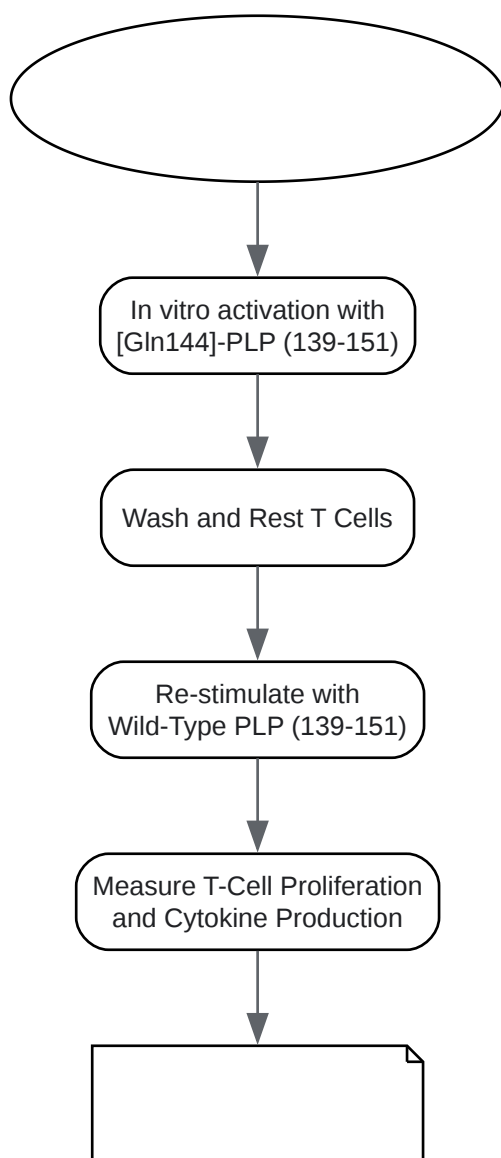 In vitro activation with
[Gln144]-PLP (139-151)
Wash and Rest T Cells
Re-stimulate with
Wild-Type PLP (139-151)
Measure T-Cell Proliferation
and Cytokine Production